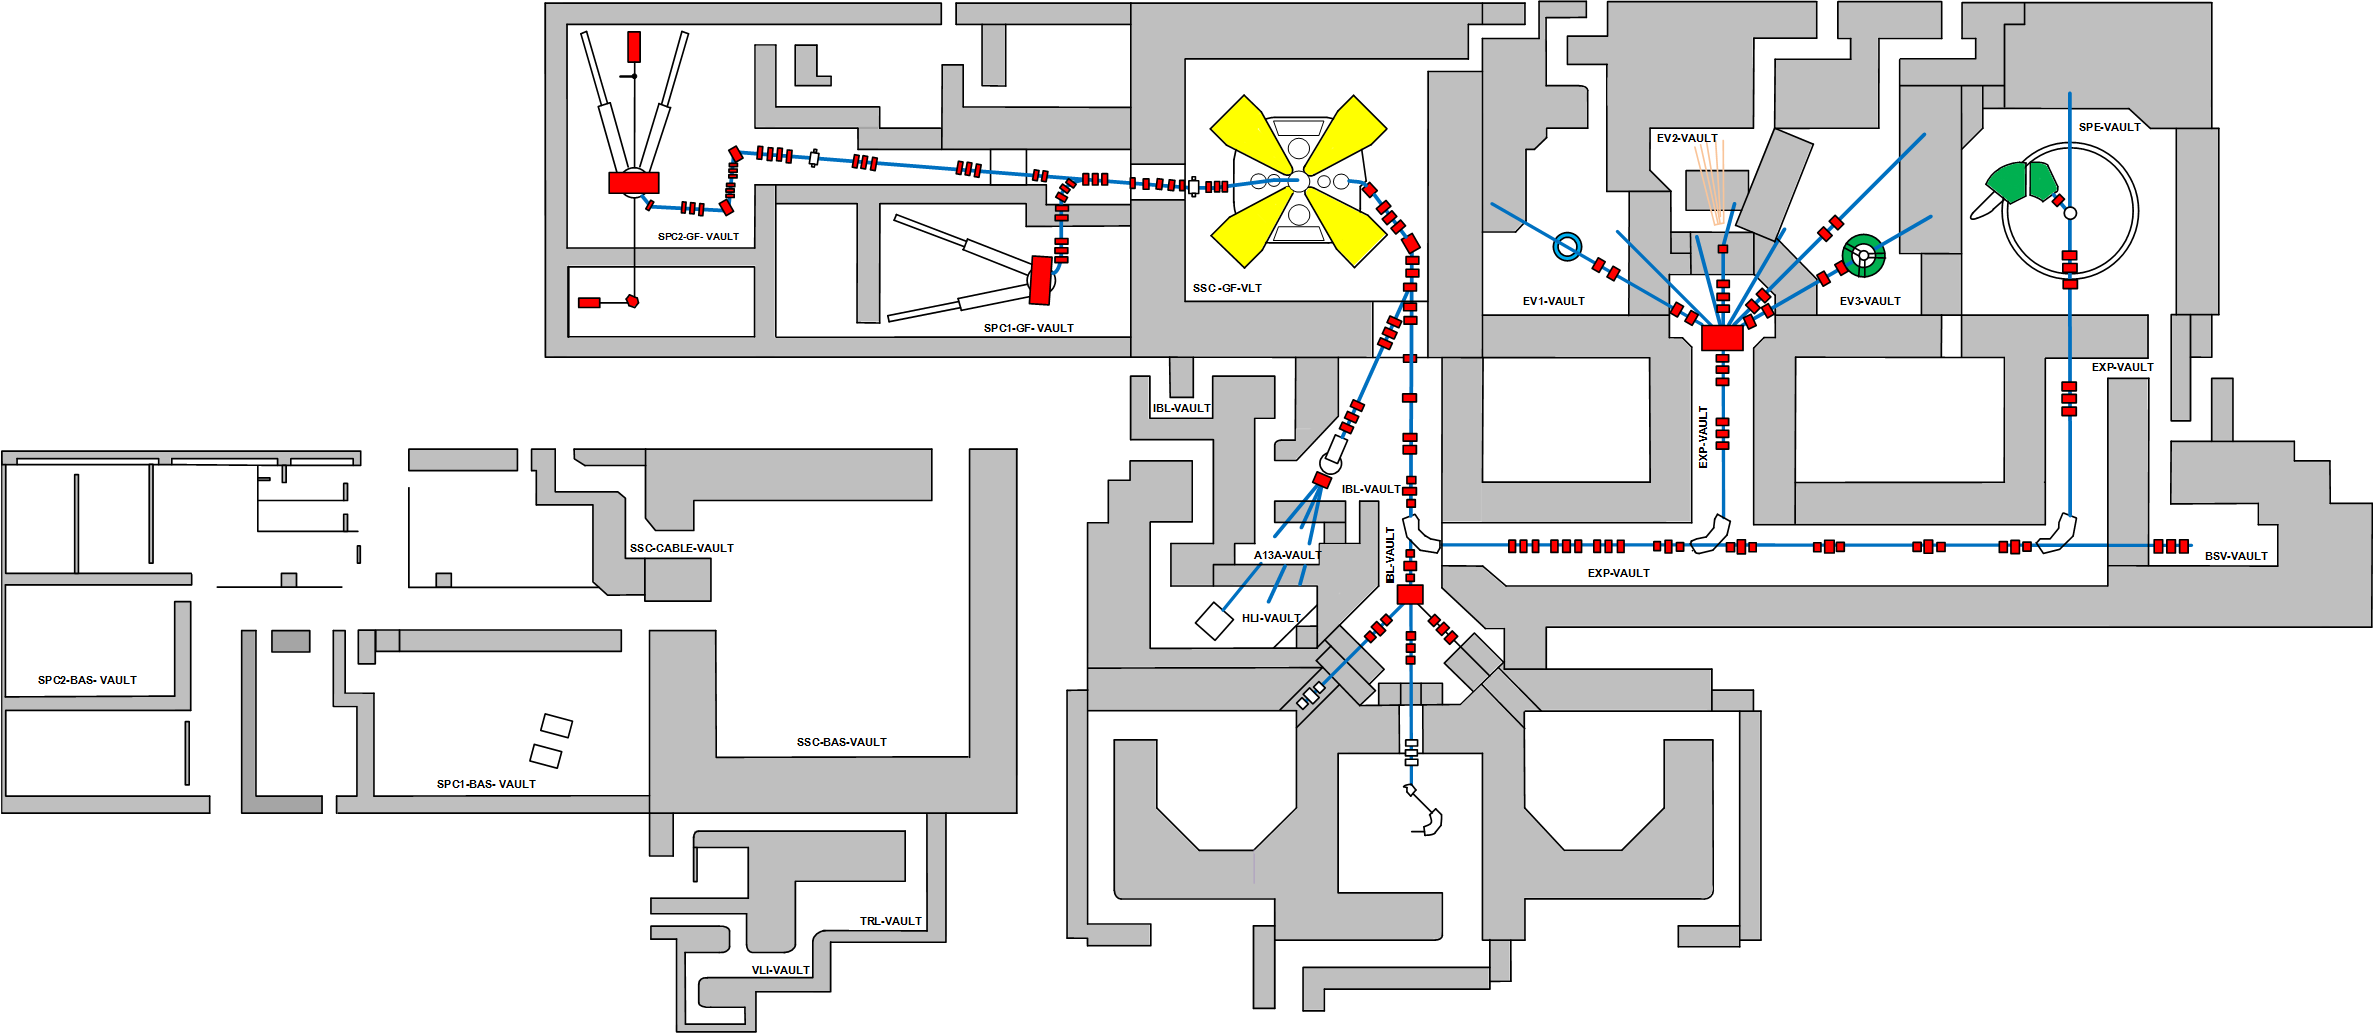 SPE-VAULT
EV2-VAULT
SPC2-GF- VAULT
SSC -GF-VLT
EV1-VAULT
EV3-VAULT
SPC1-GF- VAULT
EXP-VAULT
IBL-VAULT
EXP-VAULT
IBL-VAULT
SSC-CABLE-VAULT
A13A-VAULT
IBL-VAULT
BSV-VAULT
EXP-VAULT
HLI-VAULT
SPC2-BAS- VAULT
SSC-BAS-VAULT
SPC1-BAS- VAULT
TRL-VAULT
VLI-VAULT